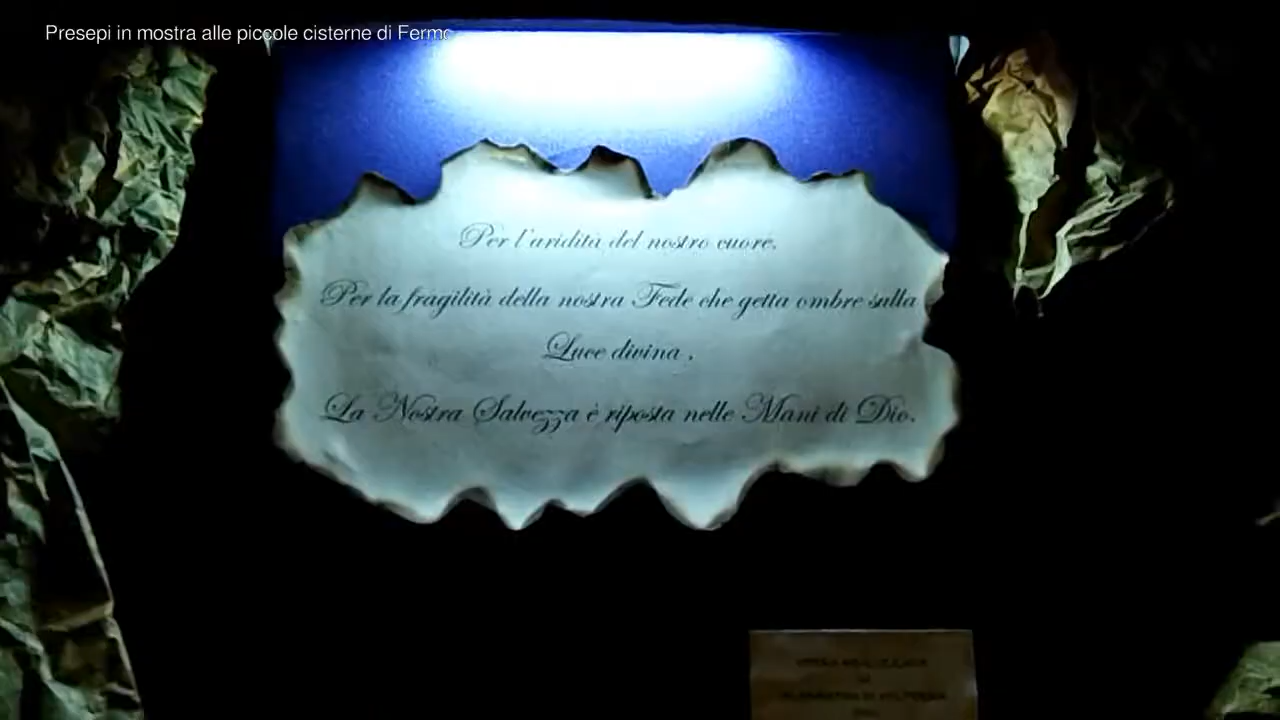 Presepi in mostra alle piccole cisterne di Fermo
Per l'aridità del nostro cuore.
Per la fragilità della nostra Fede che getta ombre sulla
Luce divina .
La Nostra Salvezza è riposta nelle Mani di Dio.